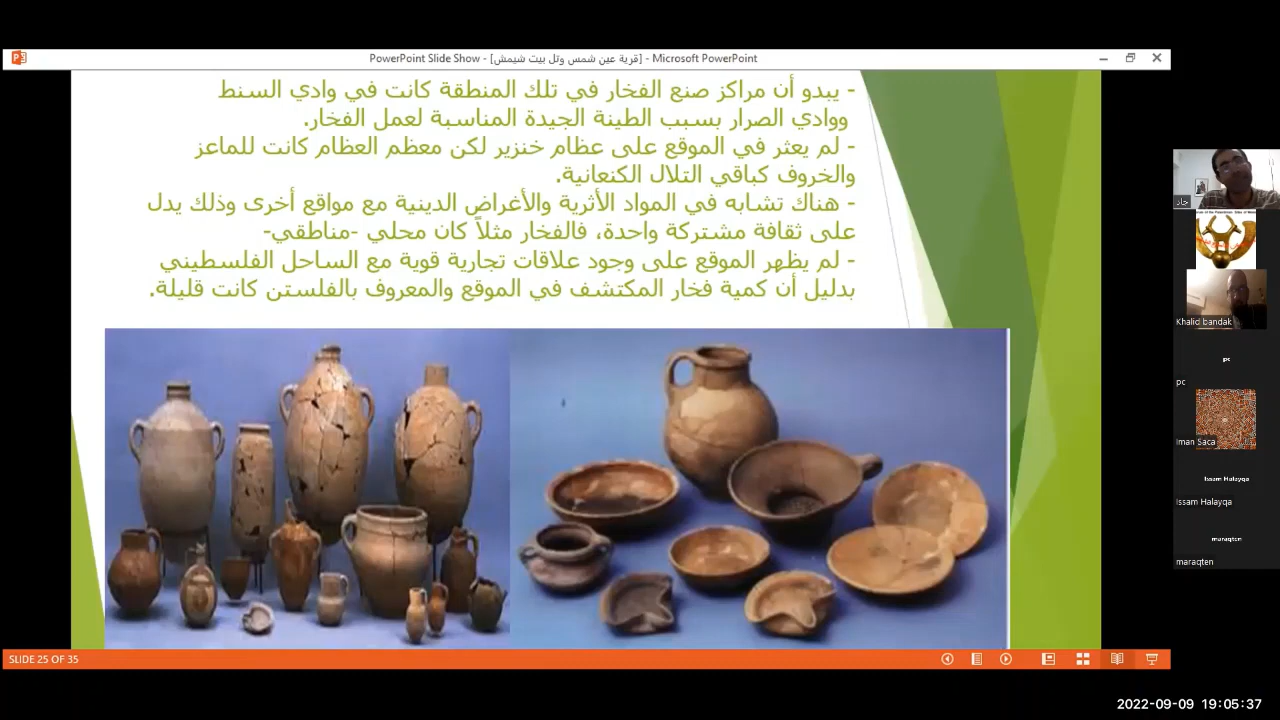 PowerPoint Slide Show - [قرية عين شمس وتل بيت شيمش] - Microsoft PowerPoint
- يبدو أن مراكز صنع الفخار في تلك المنطقة كانت في وادي السنط
ووادي الصرار بسبب الطينة الجيدة المناسبة لعمل الفخار.
- لم يعثر في الموقع على عظام خنزير لكن معظم العظام كانت للماعز
والخروف كباقي التلال الكنعانية.
- هناك تشابه في المواد الأثرية والأغراض الدينية مع مواقع أخرى وذلك يدل
على ثقافة مشتركة واحدة، فالفخار مثلاً كان محلي -مناطقي-
- لم يظهر الموقع على وجود علاقات تجارية قوية مع الساحل الفلسطيني
بدليل أن كمية فخار المكتشف في الموقع والمعروف بالفلستن كانت قليلة.
جاد
Khalid bandak
pc
pc
Iman Saca
Issam Halayqa
Issam Halayqa
maraqten
maraqten
SLIDE 25 OF 35
2022-09-09 19:05:37